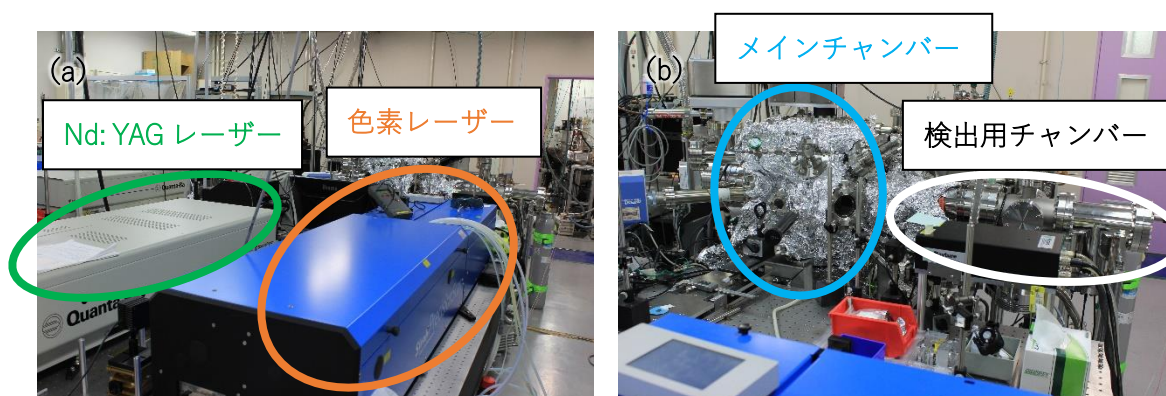 (a)
Nd: YAG レーザー
色素レーザー
Quanta-Ra
Quanta
(b)
メインチャンバー
検出用チャンバー